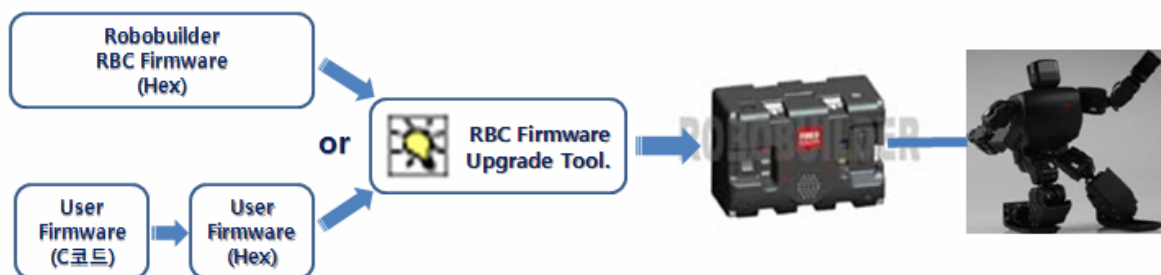 Robobuilder
RBC Firmware
(Hex)
or
RBC Firmware
Upgrade Tool.
ROBOBUILDER
User
Firmware
(C코드)
User
Firmware
(Hex)